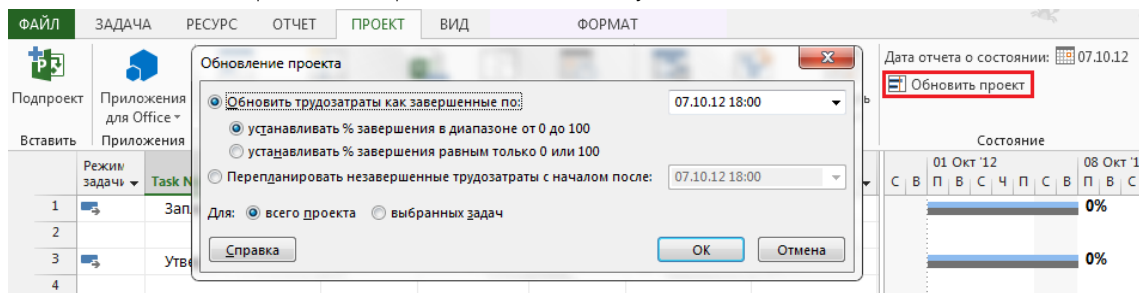 ФАЙЛ ЗАДАЧА РЕСУРС ОТЧЕТ ПРОЕКТ ВИД ФОРМАТ
Обновление проекта
Дата отчета о состоянии: 07.10.12
Подпроект
Приложения
для Office
Обновить проект
Обновить трудозатраты как завершенные по: 07.10.12 18:00
устанавливать % завершения в диапазоне от 0 до 100
Вставить Приложения
устанавливать % завершения равным только 0 или 100
Состояние
Режим
задачи Task N
Перепланировать незавершенные трудозатраты с началом после: 07.10.12 18:00
01 Окт '12 08 Окт '1
С В П В С Ч П С В П В С
1 Зап 0%
Для: всего проекта выбранных задач
2
Справка ОК Отмена
3 Утве 0%
4